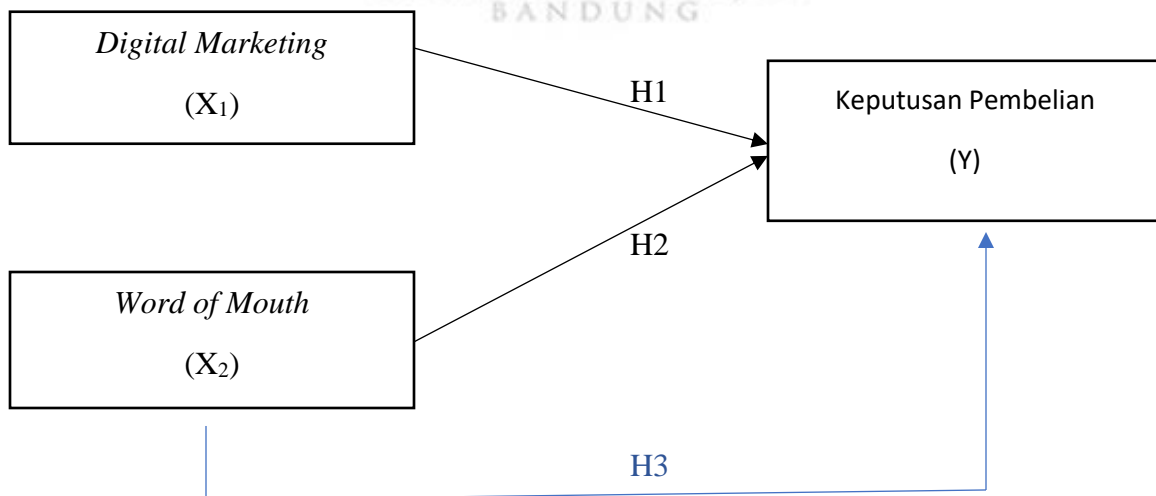 BANDUNG
Digital Marketing
(X₁)
H1
Keputusan Pembelian
(Y)
H2
Word of Mouth
(X₂)
H3